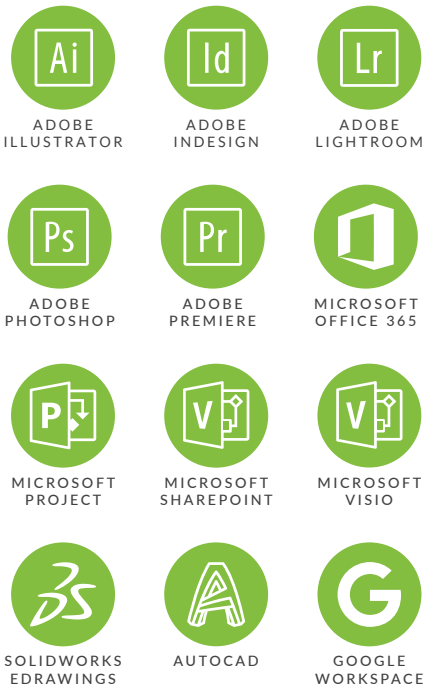 Ai
ADOBE
ILLUSTRATOR
Id
ADOBE
INDESIGN
Lr
ADOBE
LIGHTROOM
Ps
ADOBE
PHOTOSHOP
Pr
ADOBE
PREMIERE
MICROSOFT
OFFICE 365
P
MICROSOFT
PROJECT
V
MICROSOFT
SHAREPOINT
V
MICROSOFT
VISIO
3DS
SOLIDWORKS
EDRAWINGS
A
AUTOCAD
G
GOOGLE
WORKSPACE